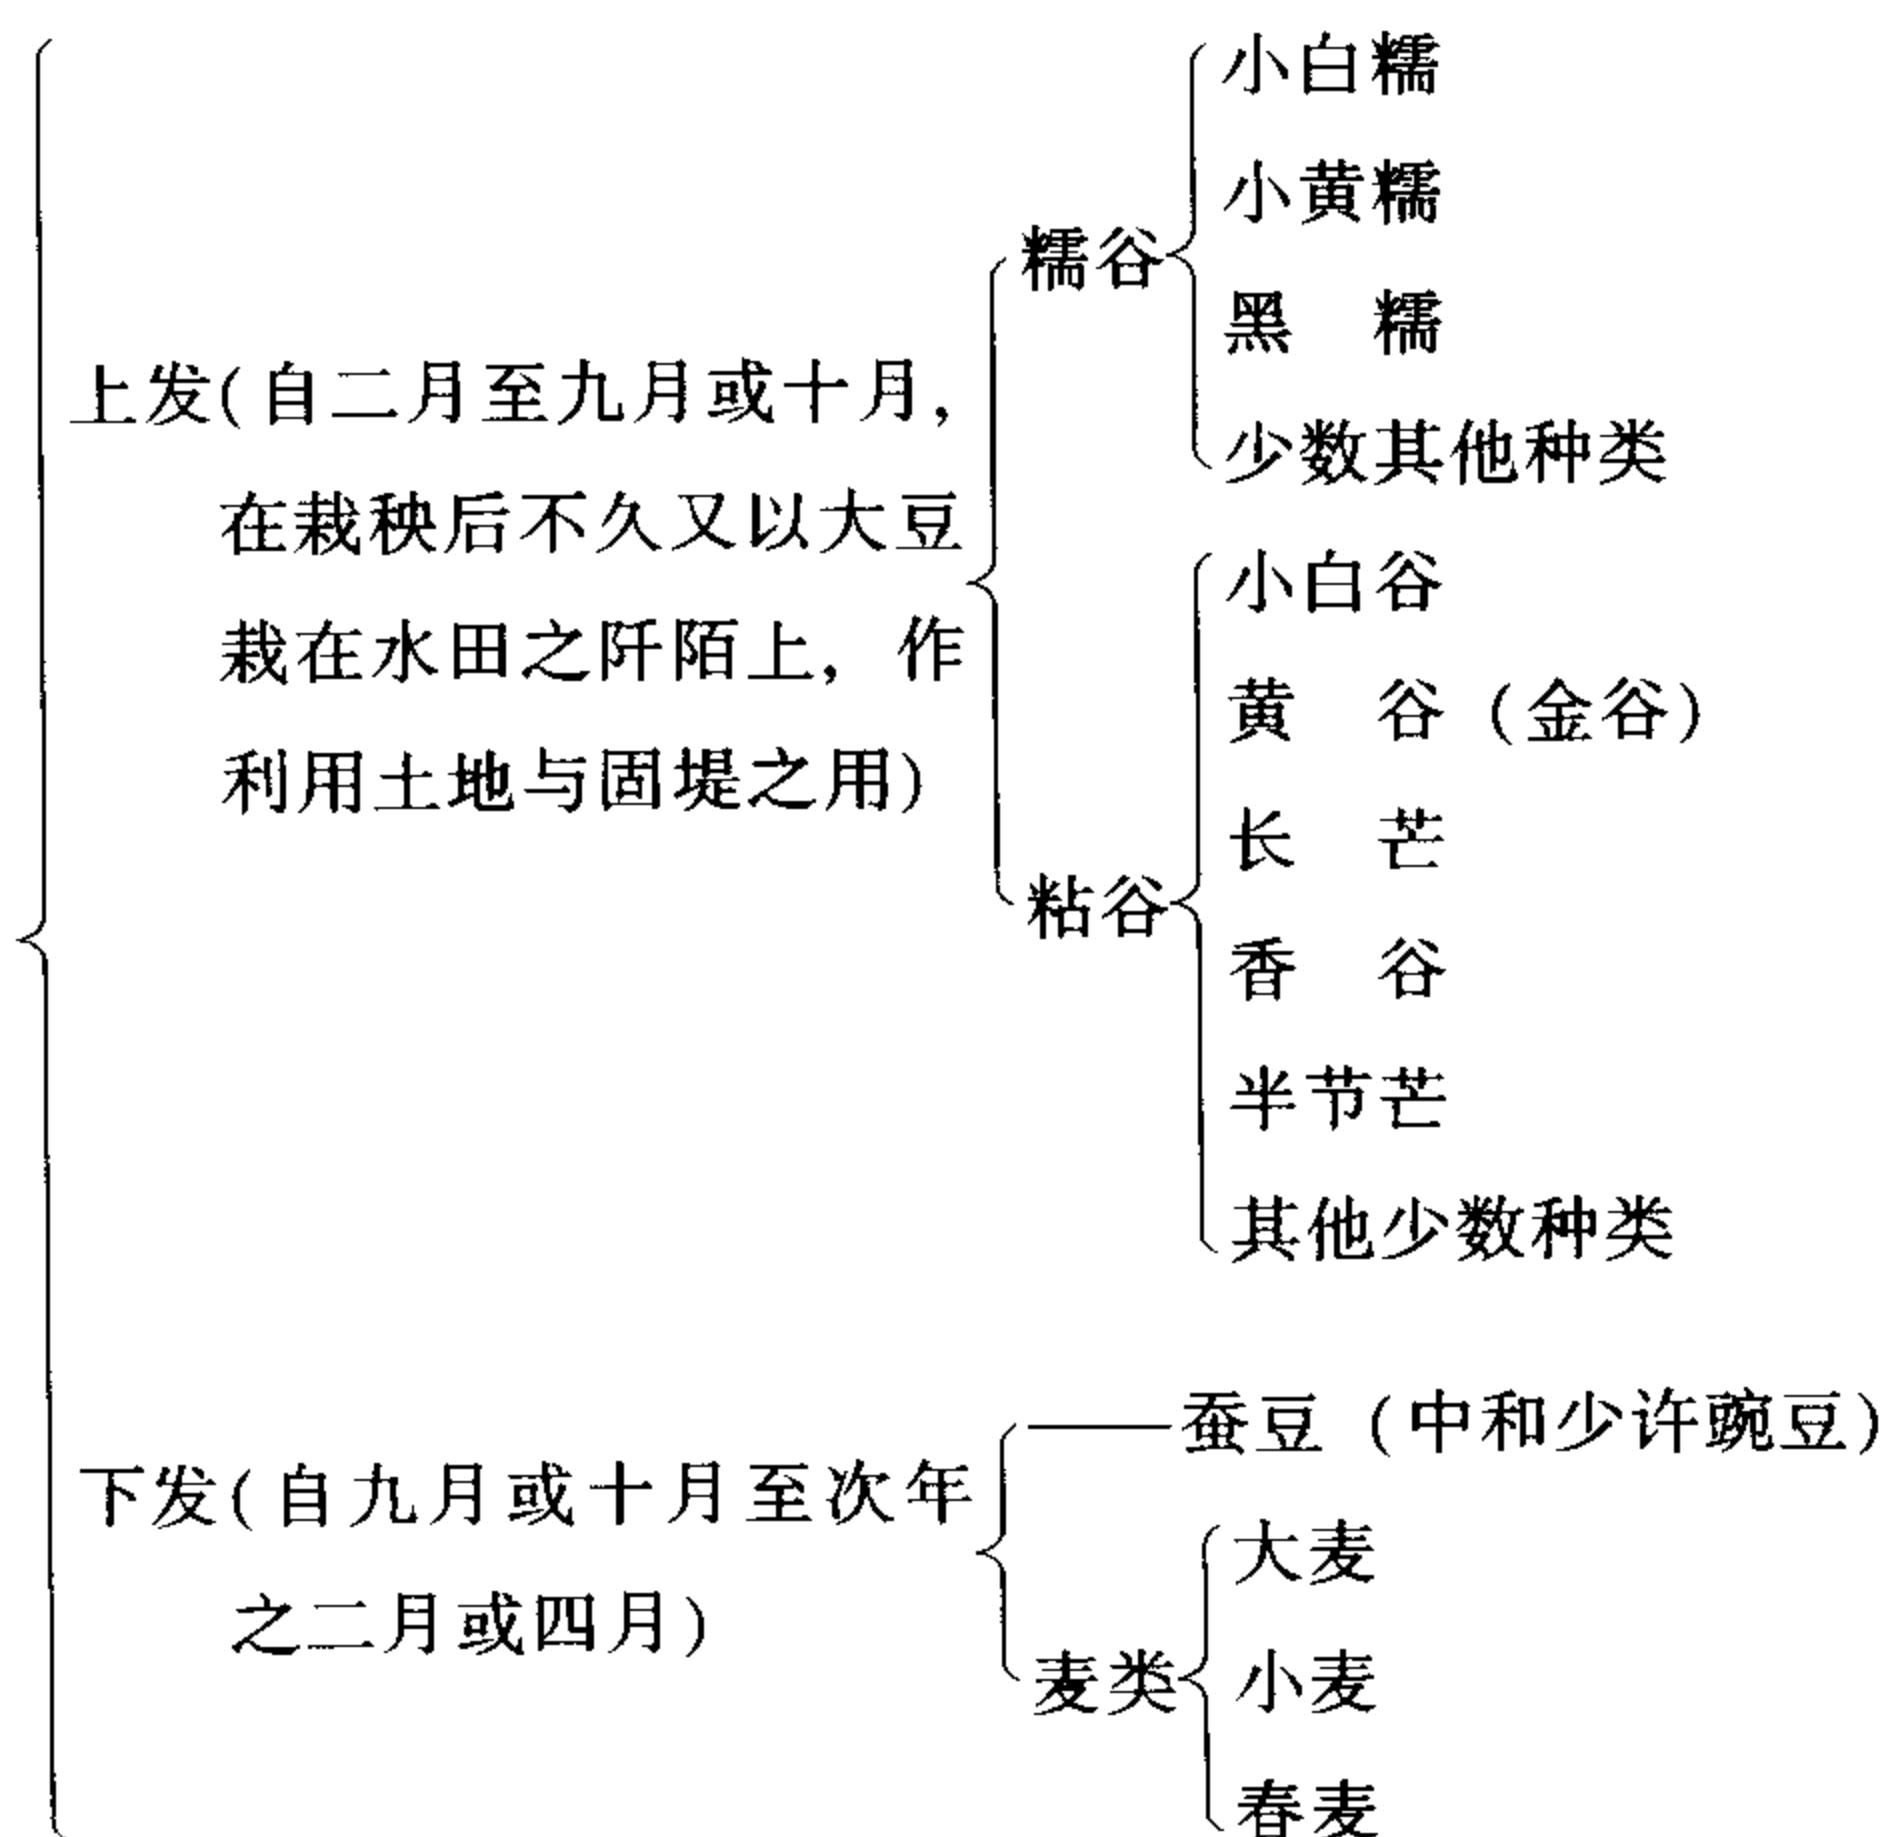 小白糯
小黄糯
糯谷
黑 糯
上发(自二月至九月或十月,
少数其他种类
在栽秧后不久又以大豆
小白谷
栽在水田之阡陌上, 作
黄 谷 (金谷)
利用土地与固堤之用)
长 芒
粘谷
香 谷
半节芒
其他少数种类
蚕豆 (中和少许豌豆)
下发(自九月或十月至次年
大麦
之二月或四月)
麦类
小麦
春麦